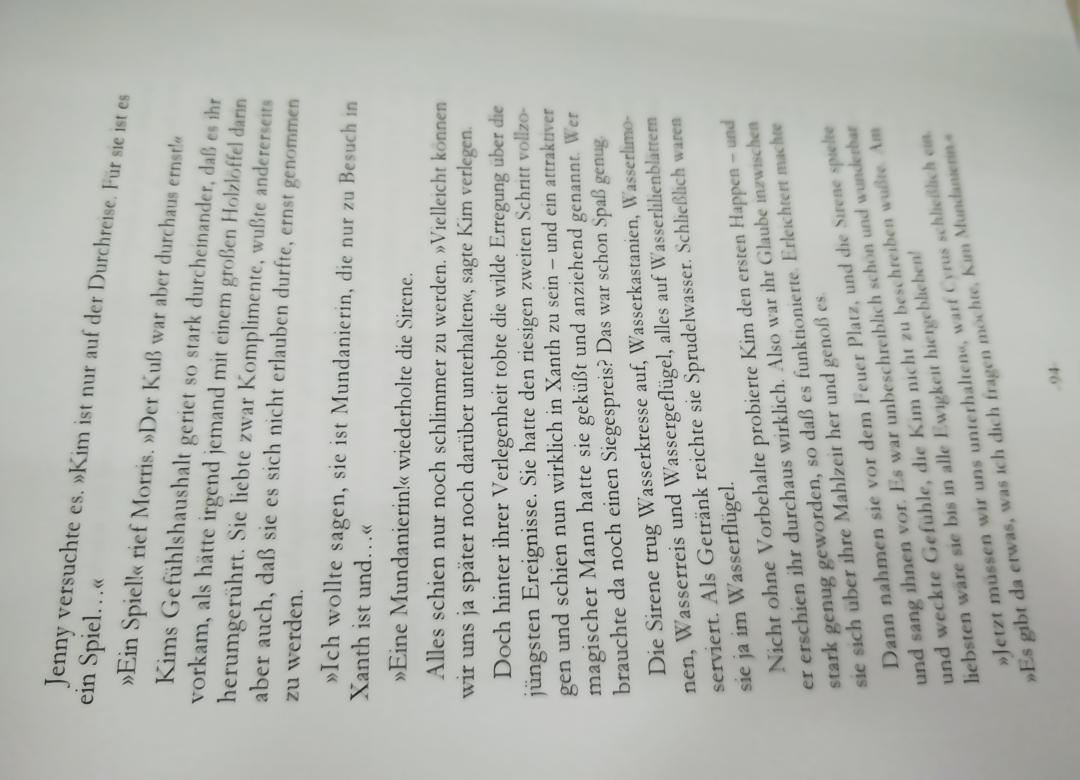 Jenny versuchte es. »Kim ist nur auf der Durchreise. Für sie ist es
ein Spiel…«
»Ein Spiel!« rief Morris. »Der Kuß war aber durchaus ernst!«
Kims Gefühlshaushalt geriet so stark durcheinander, daß es ihr
vorkam, als hätte irgend jemand mit einem großen Holzlöffel darin
herumgerührt. Sie liebte zwar Komplimente, wußte andererseits
aber auch, daß sie es sich nicht erlauben durfte, ernst genommen
zu werden.
»Ich wollte sagen, sie ist Mundanierin, die nur zu Besuch in
Xanth ist und…«
»Eine Mundanierin!« wiederholte die Sirene.
Alles schien nur noch schlimmer zu werden. »Vielleicht können
wir uns ja später noch darüber unterhalten«, sagte Kim verlegen.
Doch hinter ihrer Verlegenheit tobte die wilde Erregung über die
jüngsten Ereignisse. Sie hatte den riesigen zweiten Schritt vollzo-
gen und schien nun wirklich in Xanth zu sein – und ein attraktiver
magischer Mann hatte sie geküßt und anziehend genannt. Wer
brauchte da noch einen Siegespreis? Das war schon Spaß genug.
Die Sirene trug Wasserkresse auf, Wasserkastanien, Wasserlimo-
nen, Wasserreis und Wassergeflügel, alles auf Wasserlilienblättern
serviert. Als Getränk reichte sie Sprudelwasser. Schließlich waren
sie ja im Wasserflügel.
Nicht ohne Vorbehalte probierte Kim den ersten Happen – und
er erschien ihr durchaus wirklich. Also war ihr Glaube inzwischen
stark genug geworden, so daß es funktionierte. Erleichtert machte
sie sich über ihre Mahlzeit her und genoß es.
Dann nahmen sie vor dem Feuer Platz, und die Sirene spielte
und sang ihnen vor. Es war unbeschreiblich schön und wunderbar
und weckte Gefühle, die Kim nicht zu beschreiben wußte. Am
liebsten wäre sie bis in alle Ewigkeit hiergeblieben!
»Jetzt müssen wir uns unterhalten«, warf Cyrus schließlich ein.
»Es gibt da etwas, was ich dich fragen möchte, Kim Mundanierin.«
94